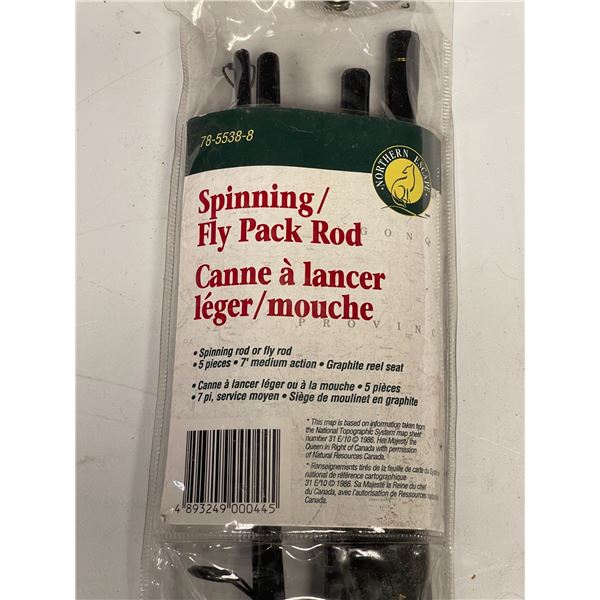 78-5538-8
NORTHERN ESCAPE
Spinning/
Fly Pack Rod
GONQ
Canne à lancer
léger/mouche
PROVINC
• Spinning rod or fly rod
• 5 pieces • 7' medium action • Graphite reel seat
• Canne à lancer léger ou à la mouche • 5 pièces
• 7 pi, service moyen • Siège de moulinet en graphite
* This map is based on information taken from
the National Topographic System map sheet
number 31 E/10 © 1986. Her Majesty the
Queen in Right of Canada with permission
of Natural Resources Canada.
* Renseignements tirés de la feuille de carte du Système
national de référence cartographique
31 E/10 © 1986. Sa Majesté la Reine du chef
du Canada, avec l'autorisation de Ressources
Canada.
4 893249 000445